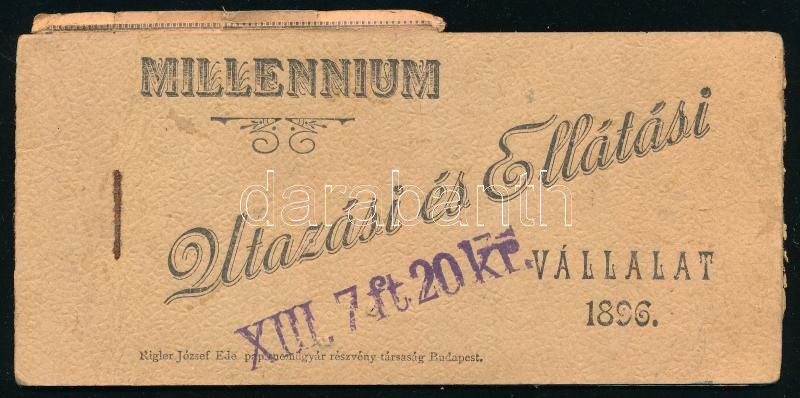 MILLENNIUM
Utazási és Ellátási
VÁLLALAT
1896.
XIII. 7 ft 20 kr.
Rigler József Ede papírneműgyár részvény társaság Budapest.
darabanth